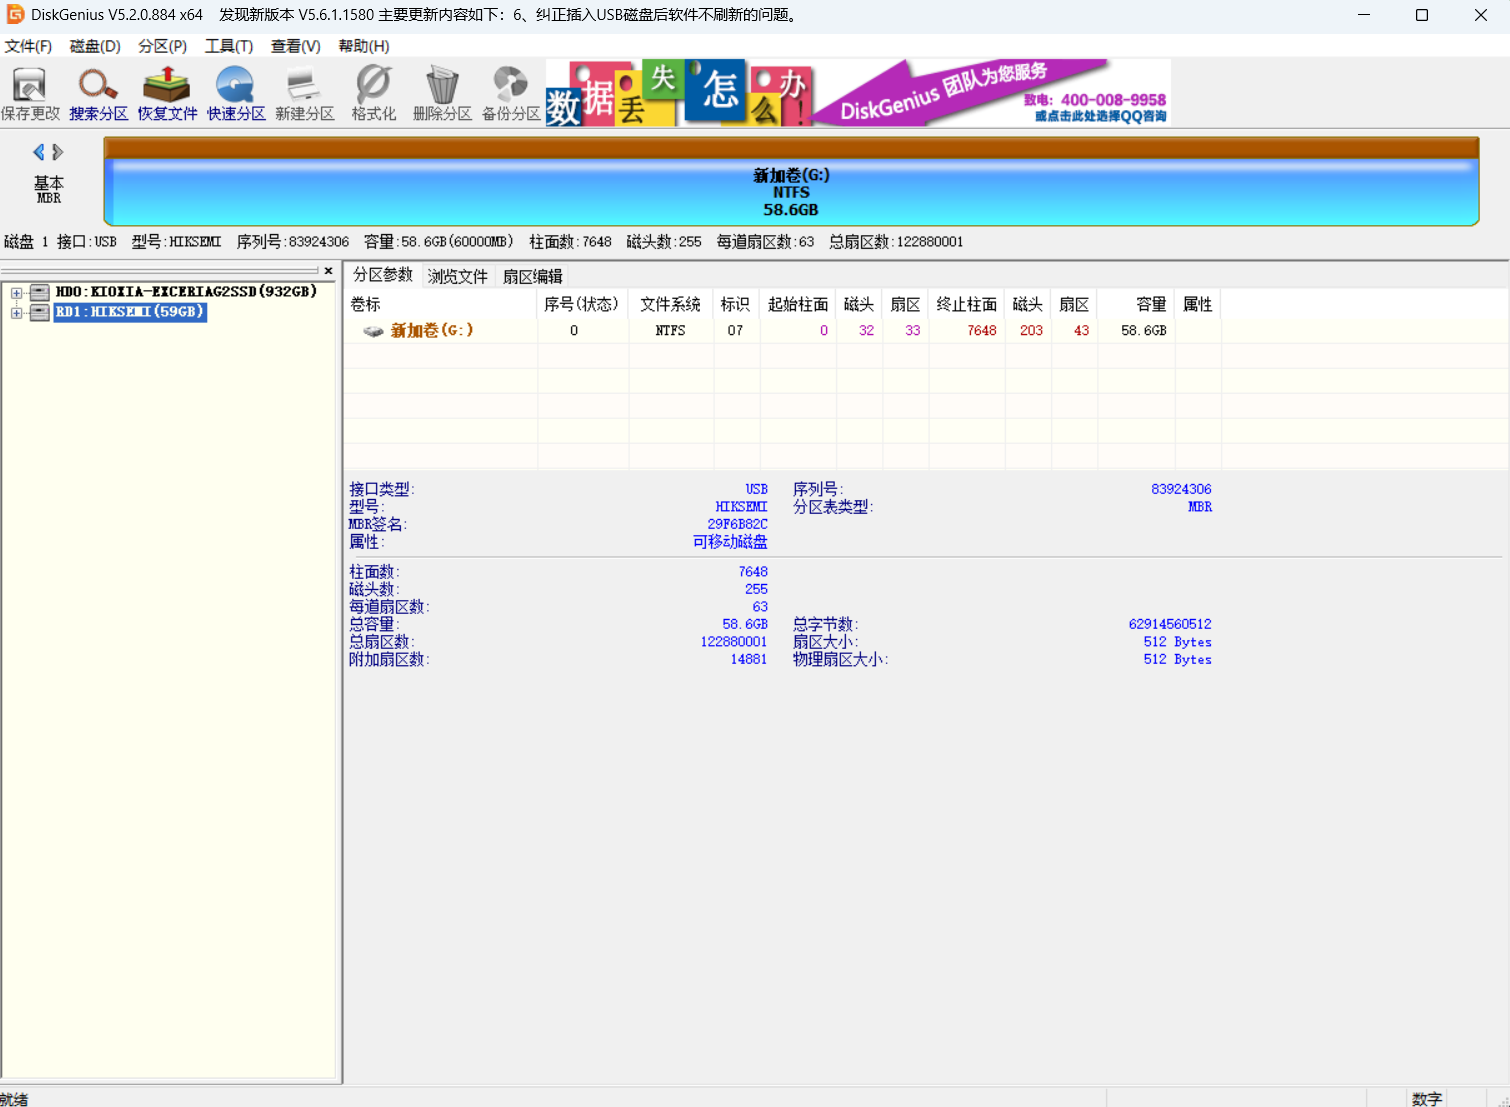 DiskGenius V5.2.0.884 x64 发现新版本 V5.6.1.1580 主要更新内容如下：6、纠正插入USB磁盘后软件不刷新的问题。
文件(F) 磁盘(D) 分区(P) 工具(T) 查看(V) 帮助(H)
保存更改 搜索分区 恢复文件 快速分区 新建分区 格式化 删除分区 备份分区
数据丢失怎么办！
DiskGenius 团队为您服务
致电：400-008-9958
或点击此处选择QQ咨询
基本
MBR
新加卷(G:)
NTFS
58.6GB
磁盘 1 接口:USB 型号:HIKSEMI 序列号:83924306 容量:58.6GB(60000MB) 柱面数:7648 磁头数:255 每道扇区数:63 总扇区数:122880001
HD0:KIOXIA-EXCERIAG2SSD(932GB)
RD1:HIKSEMI(59GB)
分区参数 浏览文件 扇区编辑
卷标 序号(状态) 文件系统 标识 起始柱面 磁头 扇区 终止柱面 磁头 扇区 容量 属性
新加卷(G:) 0 NTFS 07 0 32 33 7648 203 43 58.6GB
接口类型: USB 序列号: 83924306
型号: HIKSEMI 分区表类型: MBR
MBR签名: 29F6B82C
属性: 可移动磁盘
柱面数: 7648
磁头数: 255
每道扇区数: 63
总容量: 58.6GB 总字节数: 62914560512
总扇区数: 122880001 扇区大小: 512 Bytes
附加扇区数: 14881 物理扇区大小: 512 Bytes
就绪 数字